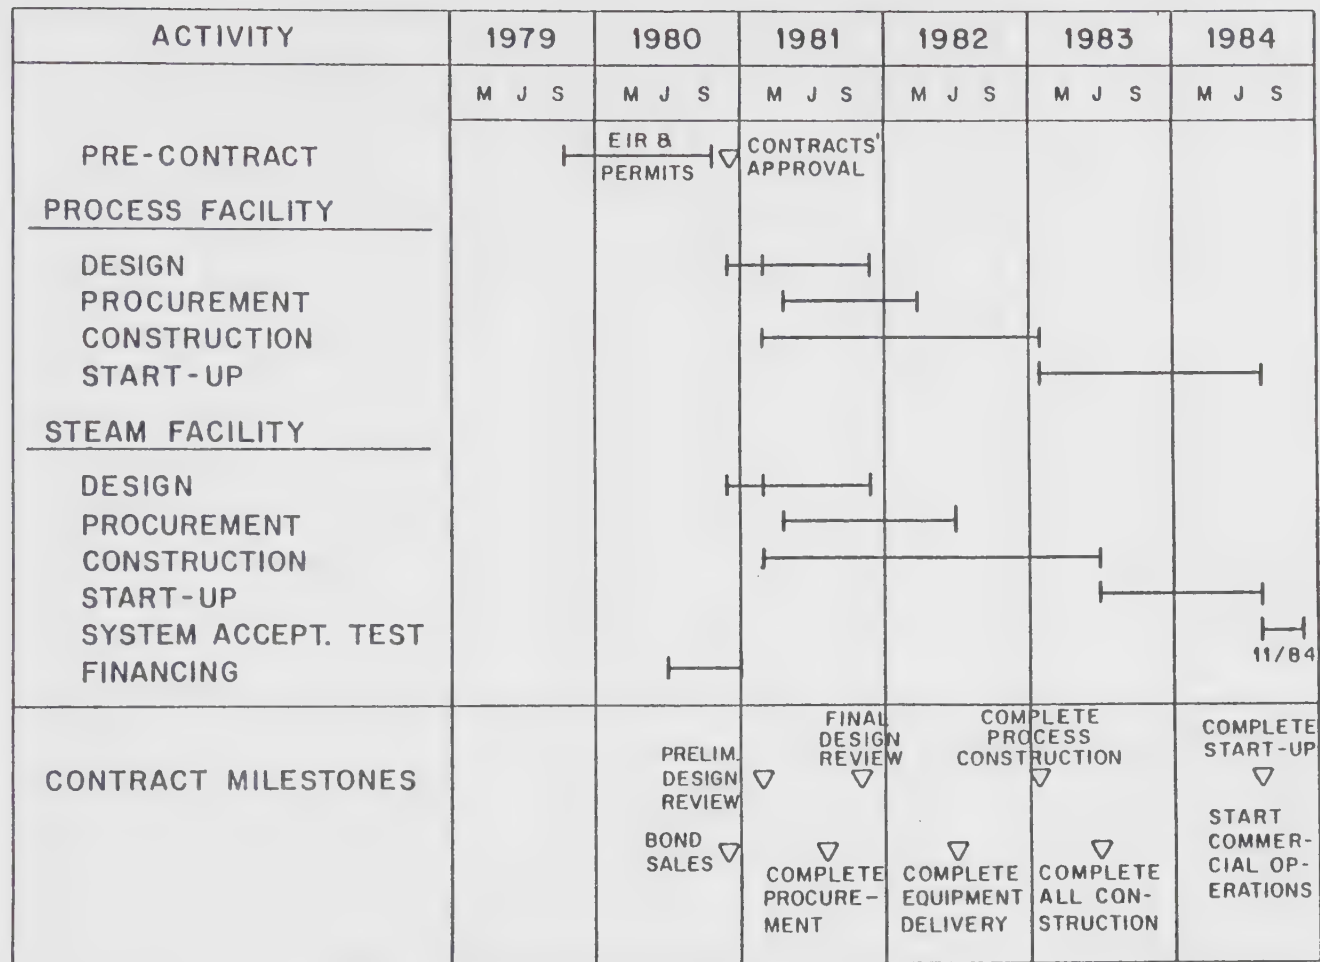 ACTIVITY 1979 1980 1981 1982 1983 1984
M J S M J S M J S M J S M J S M J S
PRE-CONTRACT EIR & PERMITS CONTRACTS' APPROVAL
PROCESS FACILITY
DESIGN
PROCUREMENT
CONSTRUCTION
START-UP
STEAM FACILITY
DESIGN
PROCUREMENT
CONSTRUCTION
START-UP
SYSTEM ACCEPT. TEST
11/84
FINANCING
CONTRACT MILESTONES
PRELIM.
DESIGN
REVIEW
FINAL
DESIGN
REVIEW
COMPLETE
PROCESS
CONSTRUCTION
COMPLETE
START-UP
BOND
SALES
COMPLETE
PROCURE-
MENT
COMPLETE
EQUIPMENT
DELIVERY
COMPLETE
ALL CON-
STRUCTION
START
COMMER-
CIAL OP-
ERATIONS